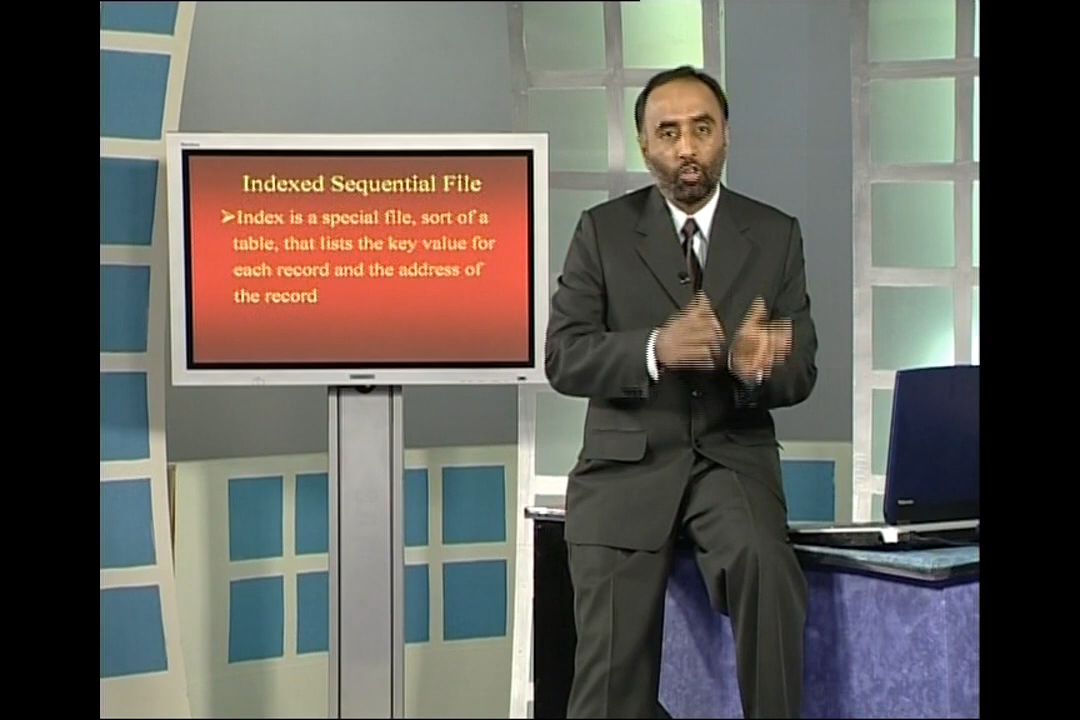 Indexed Sequential File
➢Index is a special file, sort of a
table, that lists the key value for
each record and the address of
the record